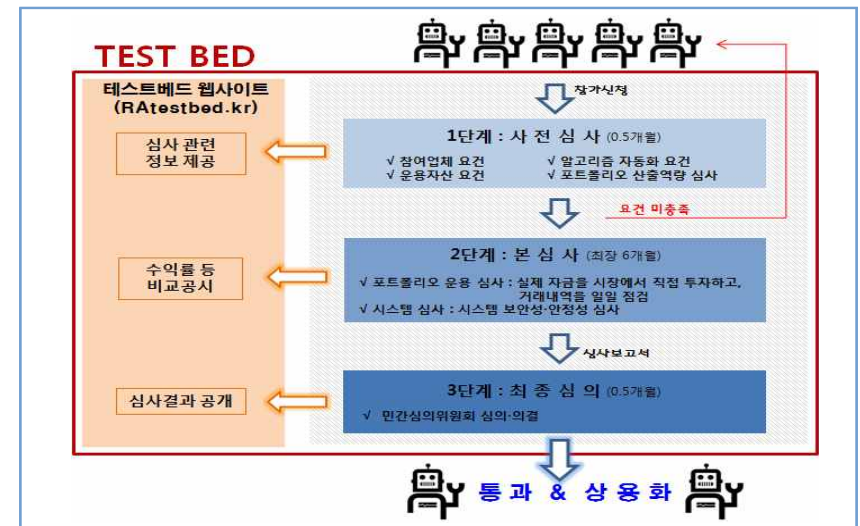 TEST BED
테스트베드 웹사이트
(RAtestbed.kr)
참가신청
심사 관련
정보 제공
1단계 : 사 전 심 사 (0.5개월)
√ 참여업체 요건 √ 알고리즘 자동화 요건
√ 운용자산 요건 √ 포트폴리오 산출역량 심사
요건 미충족
수익률 등
비교공시
2단계 : 본 심 사 (최장 6개월)
√ 포트폴리오 운용 심사 : 실제 자금을 시장에서 직접 투자하고,
거래내역을 일일 점검
√ 시스템 심사 : 시스템 보안성·안정성 심사
심사보고서
심사결과 공개
3단계 : 최 종 심 의 (0.5개월)
√ 민간심의위원회 심의·의결
통 과 & 상 용 화